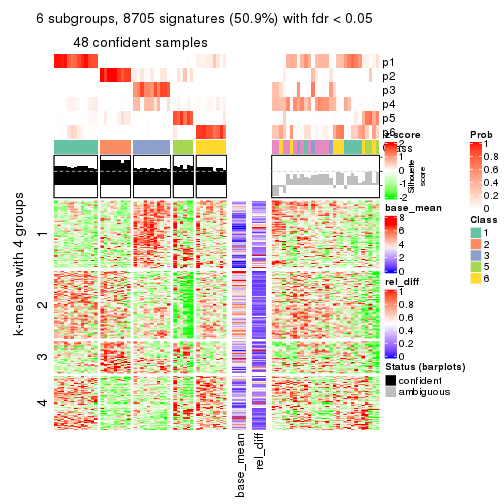 6 subgroups, 8705 signatures (50.9%) with fdr < 0.05
48 confident samples
p1
p2
p3
p4
p5
p6
Class
z-score
2
1
0
-1
-2
Silhouette
score
base_mean
8
6
4
2
0
rel_diff
1
0.8
0.6
0.4
0.2
0
Status (barplots)
confident
ambiguous
Prob
1
0.8
0.6
0.4
0.2
0
Class
1
2
3
5
6
k-means with 4 groups
1
2
3
4
base_mean
rel_diff